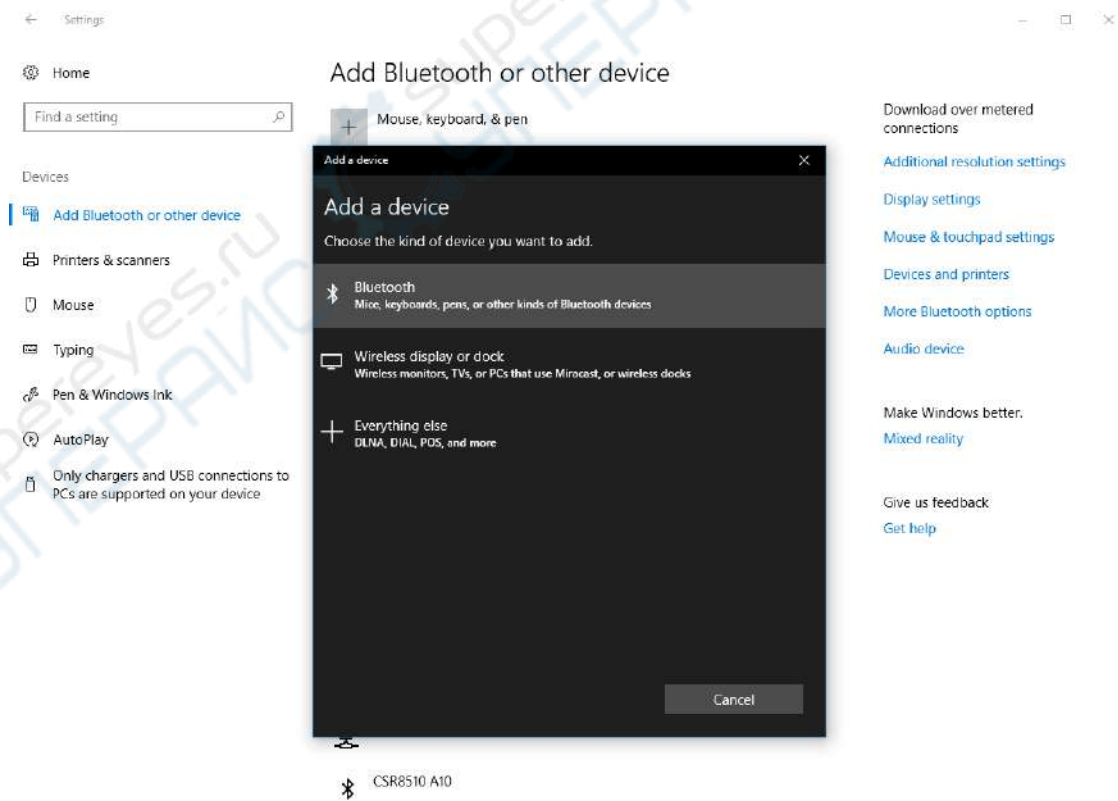 Settings
Home
Find a setting
Devices
Add Bluetooth or other device
Printers & scanners
Mouse
Typing
Pen & Windows Ink
AutoPlay
Only chargers and USB connections to
PCs are supported on your device
Add Bluetooth or other device
Mouse, keyboard, & pen
Add a device
Add a device
Choose the kind of device you want to add.
Bluetooth
Mice, keyboards, pens, or other kinds of Bluetooth devices
Wireless display or dock
Wireless monitors, TVs, or PCs that use Miracast, or wireless docks
Everything else
DLNA, DIAL, POS, and more
Cancel
CSR8510 A10
Download over metered
connections
Additional resolution settings
Display settings
Mouse & touchpad settings
Devices and printers
More Bluetooth options
Audio device
Make Windows better.
Mixed reality
Give us feedback
Get help